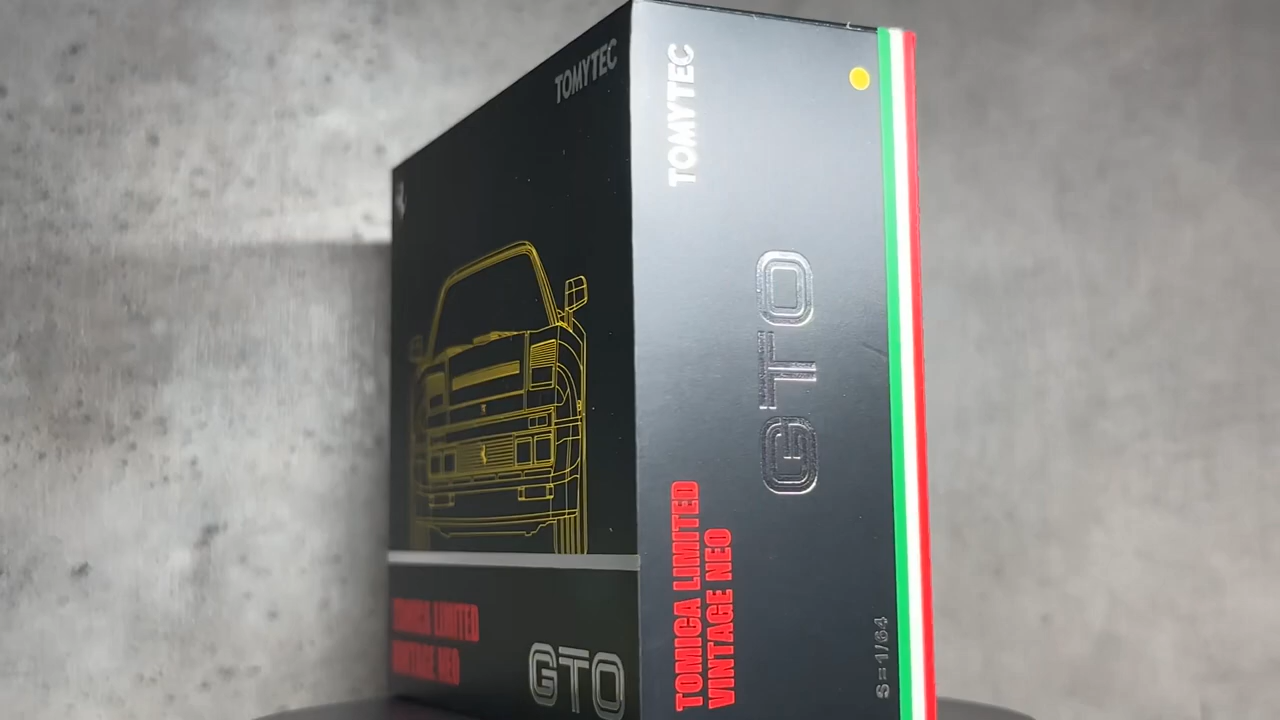 TOMYTEC
TOMICA LIMITED
VINTAGE NEO
GTO
TOMYTEC
GTO
TOMICA LIMITED
VINTAGE NEO
S=1/64